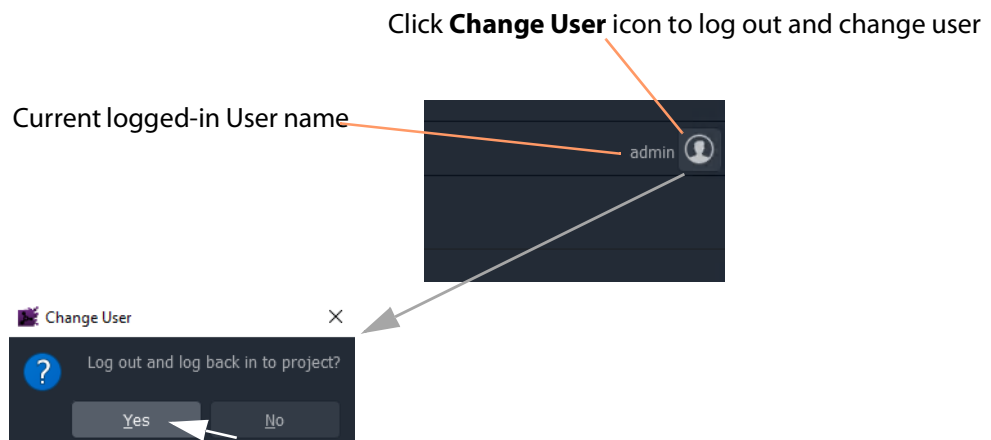 Click Change User icon to log out and change user
Current logged-in User name
admin
Change User
Log out and log back in to project?
Yes
No